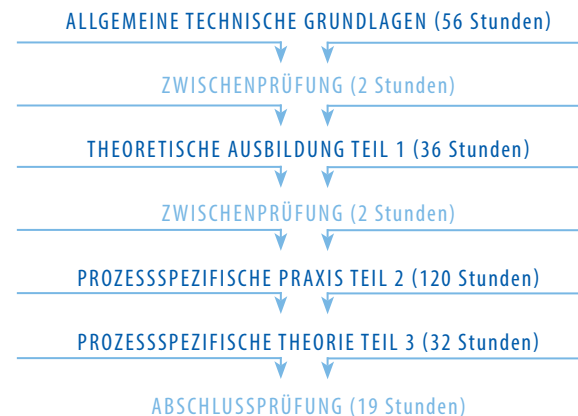 ALLGEMEINE TECHNISCHE GRUNDLAGEN (56 Stunden)
ZWISCHENPRÜFUNG (2 Stunden)
THEORETISCHE AUSBILDUNG TEIL 1 (36 Stunden)
ZWISCHENPRÜFUNG (2 Stunden)
PROZESSSPEZIFISCHE PRAXIS TEIL 2 (120 Stunden)
PROZESSSPEZIFISCHE THEORIE TEIL 3 (32 Stunden)
ABSCHLUSSPRÜFUNG (19 Stunden)